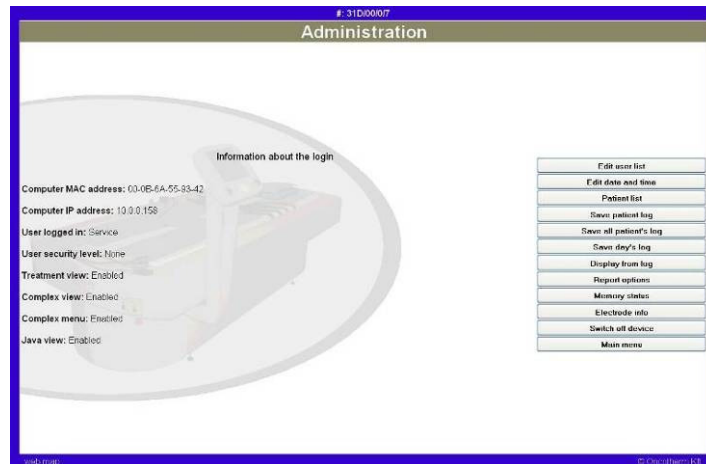 #: 31D/00/0/7
Administration
Information about the login
Computer MAC address: 00-0B-6A-55-93-42
Computer IP address: 10.0.0.158
User logged in: Service
User security level: None
Treatment view: Enabled
Complex view: Enabled
Complex menu: Enabled
Java view: Enabled
Edit user list
Edit date and time
Patient list
Save patient log
Save all patient's log
Save day's log
Display from log
Report options
Memory status
Electrode info
Switch off device
Main menu
web map
© Oncotherm Kft